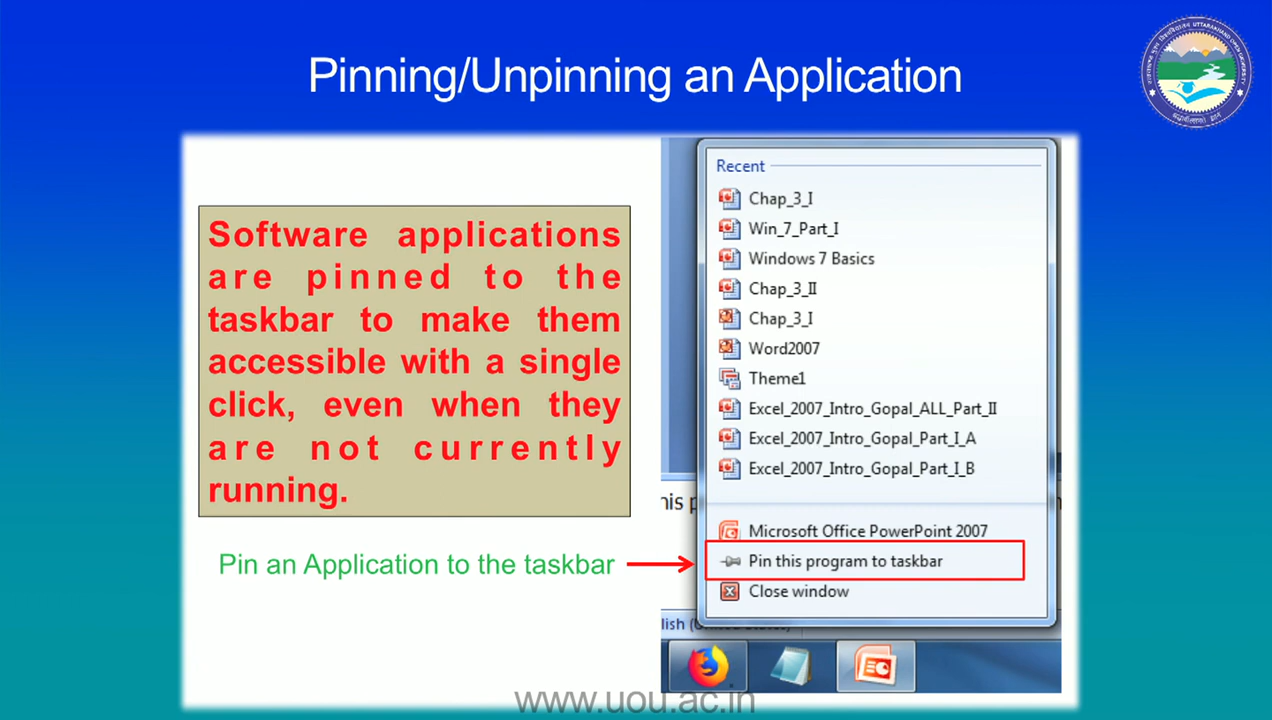 Pinning/Unpinning an Application
Software applications
are pinned to the
taskbar to make them
accessible with a single
click, even when they
are not currently
running.
Pin an Application to the taskbar
Recent
Chap_3_I
Win_7_Part_I
Windows 7 Basics
Chap_3_II
Chap_3_I
Word2007
Theme1
Excel_2007_Intro_Gopal_ALL_Part_II
Excel_2007_Intro_Gopal_Part_I_A
Excel_2007_Intro_Gopal_Part_I_B
Microsoft Office PowerPoint 2007
Pin this program to taskbar
Close window
www.uou.ac.in